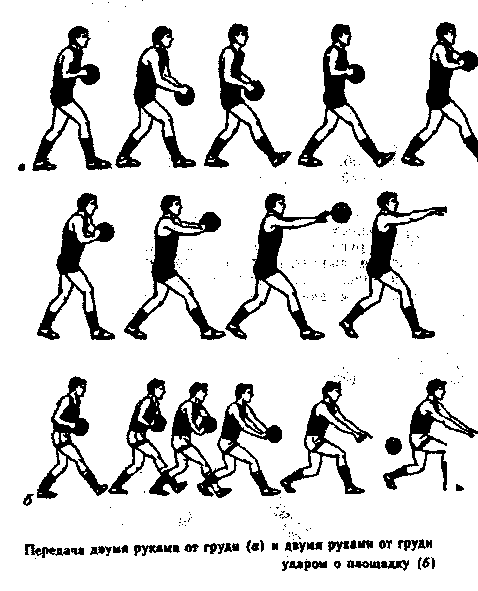 а
б
Передача двумя руками от груди (а) и двумя руками от груди
ударом о площадку (б)